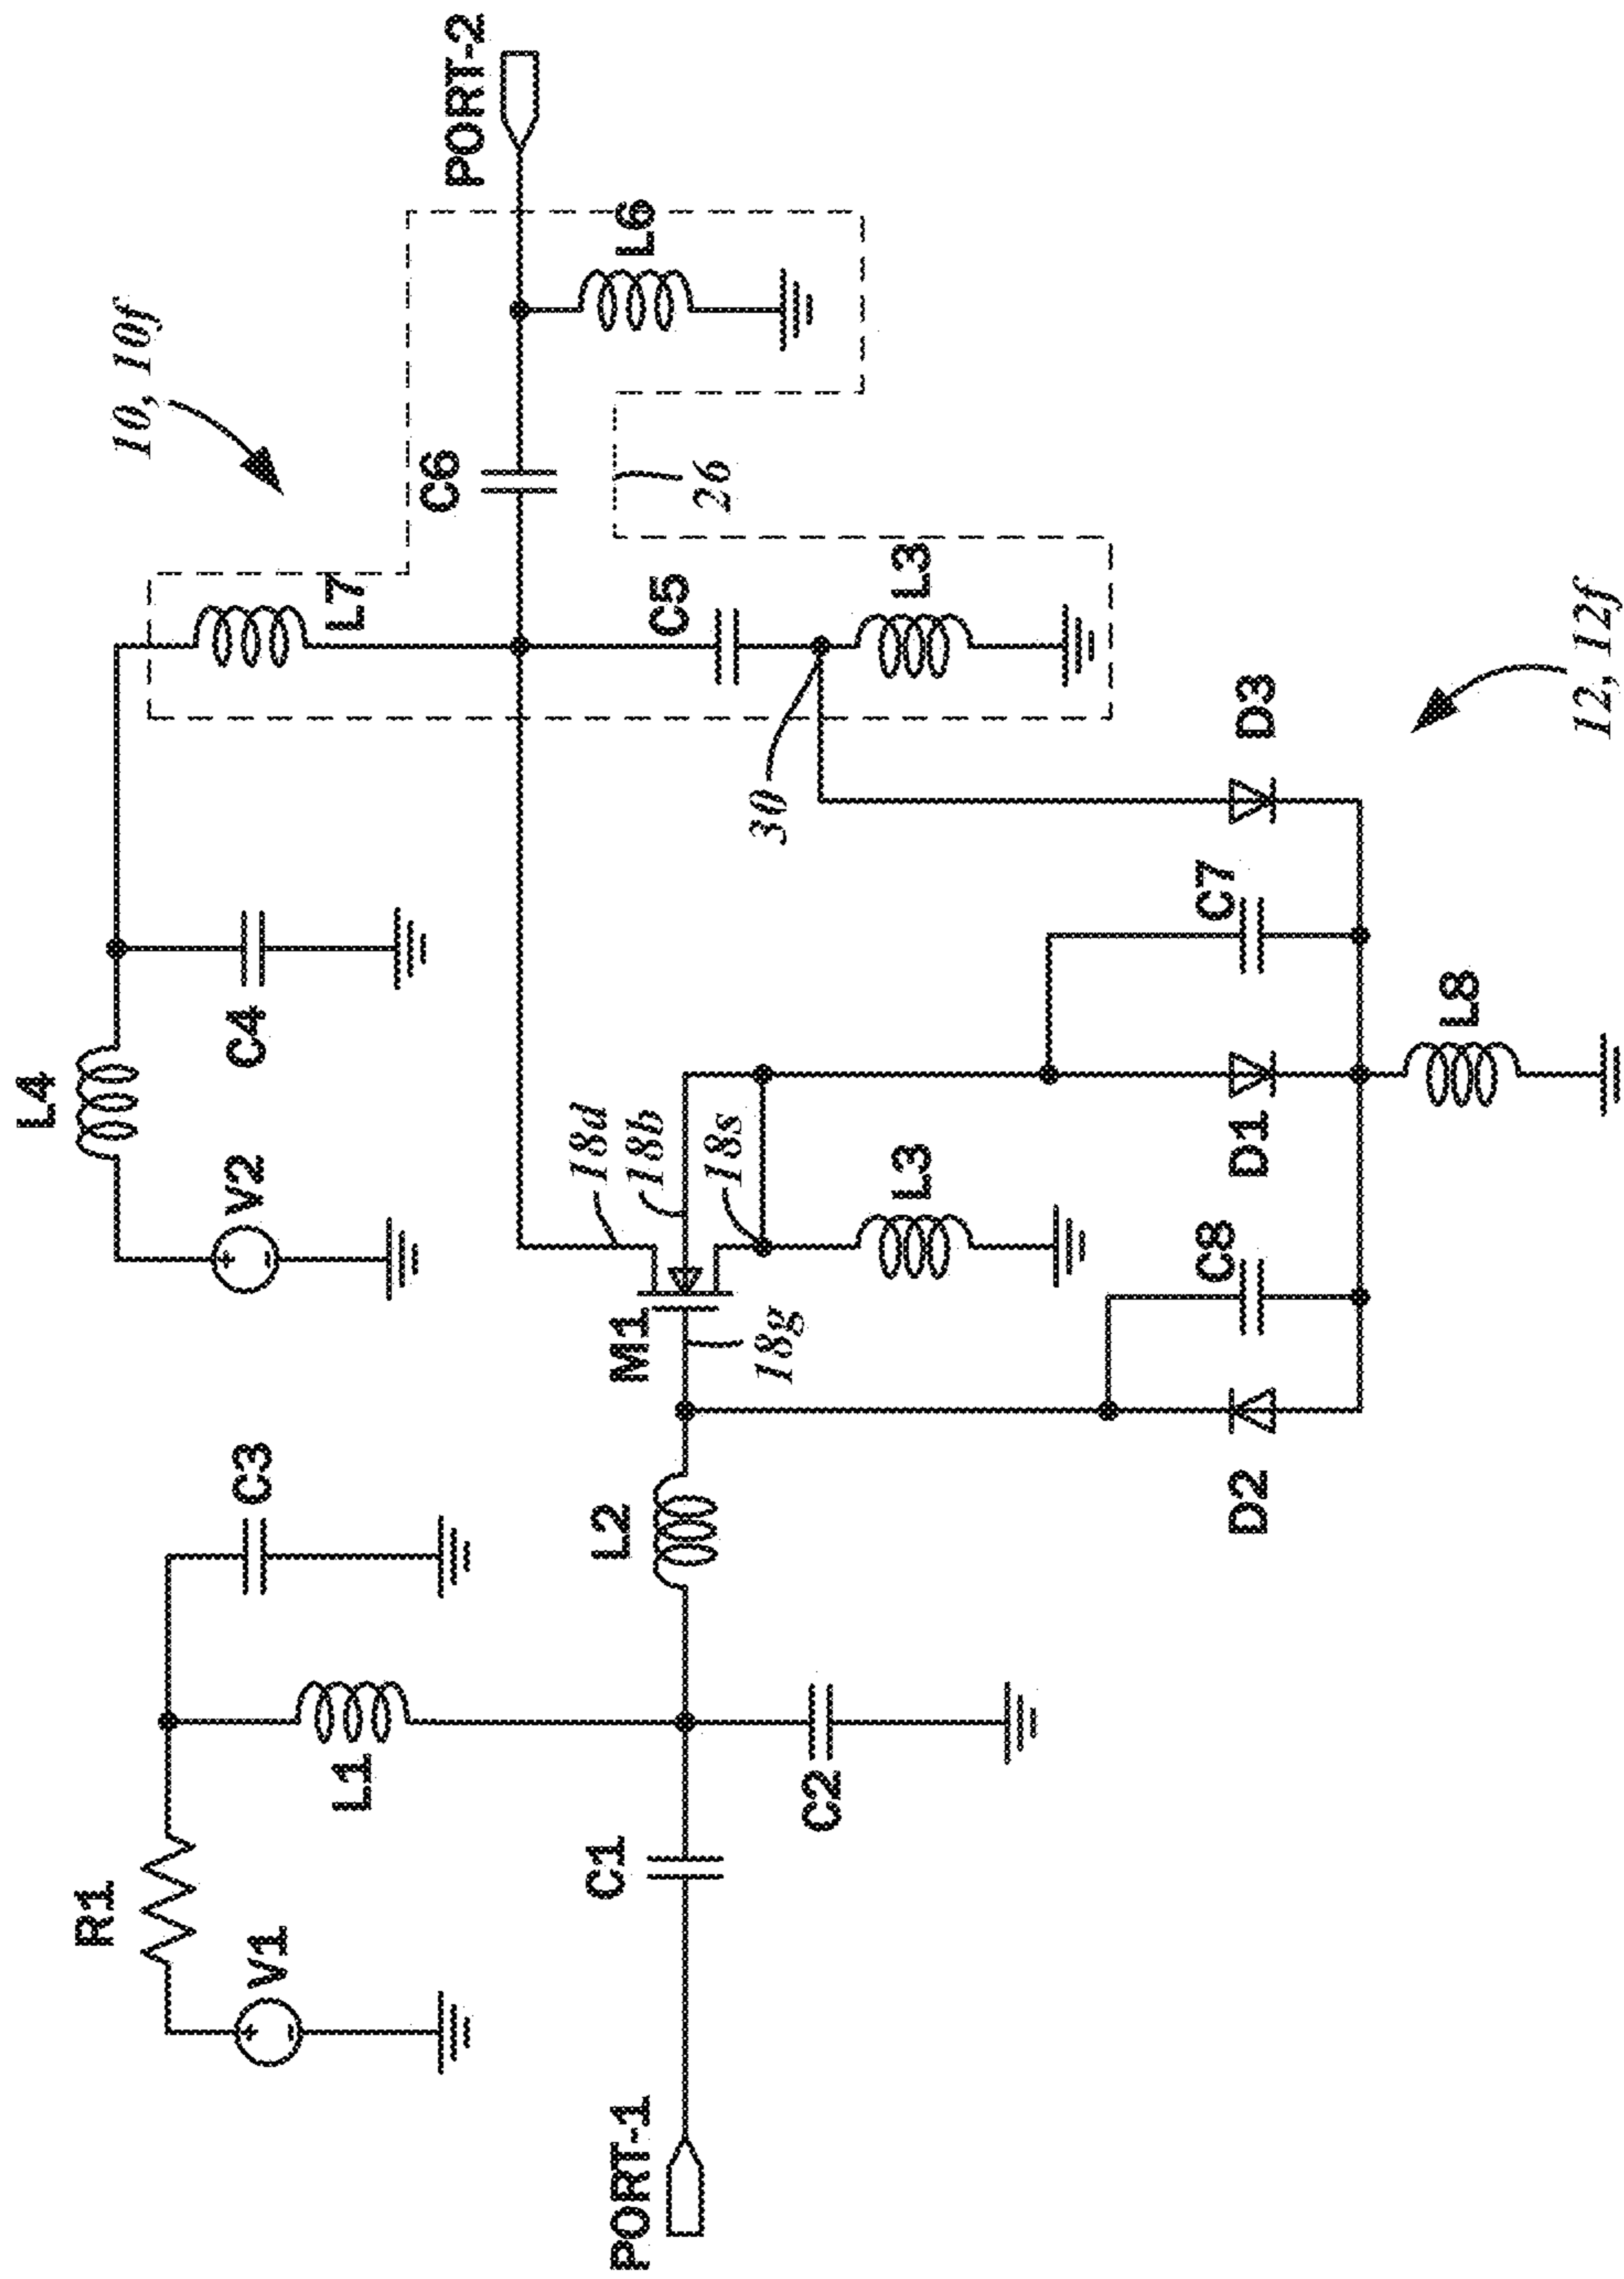 L4
V2
C4
10, 10f
PORT-2
R1
V1
C3
L1
L7
C6
L6
26
C1
L2
M1
18d
18b
18s
18g
C5
L3
30
PORT-1
C2
L3
D2
C8
D1
C7
D3
L8
12, 12f